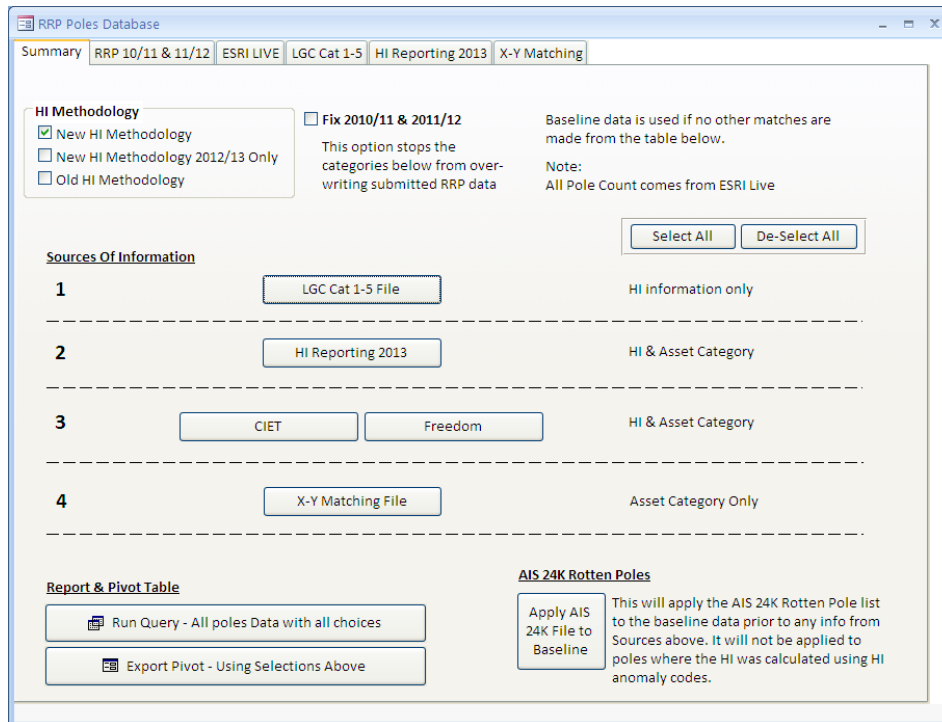 RRP Poles Database
Summary RRP 10/11 & 11/12 ESRI LIVE LGC Cat 1-5 HI Reporting 2013 X-Y Matching
HI Methodology
New HI Methodology
New HI Methodology 2012/13 Only
Old HI Methodology
Fix 2010/11 & 2011/12
This option stops the
categories below from over-
writing submitted RRP data
Baseline data is used if no other matches are
made from the table below.
Note:
All Pole Count comes from ESRI Live
Select All De-Select All
Sources Of Information
1 LGC Cat 1-5 File HI information only
2 HI Reporting 2013 HI & Asset Category
3 CIET Freedom HI & Asset Category
4 X-Y Matching File Asset Category Only
Report & Pivot Table
Run Query - All poles Data with all choices
Export Pivot - Using Selections Above
AIS 24K Rotten Poles
Apply AIS
24K File to
Baseline
This will apply the AIS 24K Rotten Pole list
to the baseline data prior to any info from
Sources above. It will not be applied to
poles where the HI was calculated using HI
anomaly codes.